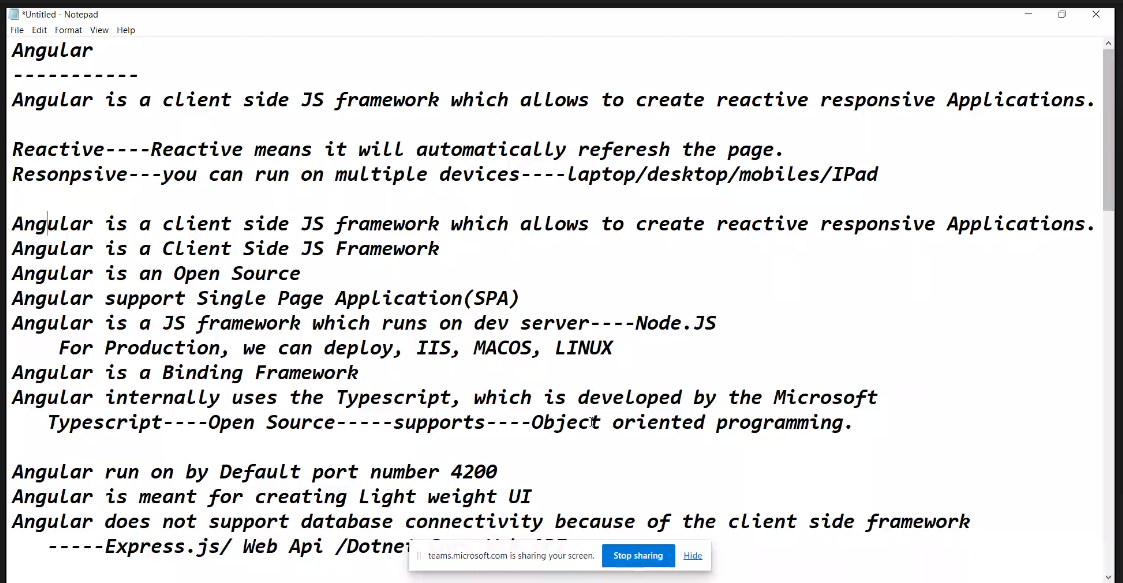 *Untitled - Notepad
File Edit Format View Help
Angular
-----------
Angular is a client side JS framework which allows to create reactive responsive Applications.
Reactive----Reactive means it will automatically referesh the page.
Resonpsive---you can run on multiple devices----laptop/desktop/mobiles/IPad
Angular is a client side JS framework which allows to create reactive responsive Applications.
Angular is a Client Side JS Framework
Angular is an Open Source
Angular support Single Page Application(SPA)
Angular is a JS framework which runs on dev server----Node.JS
For Production, we can deploy, IIS, MACOS, LINUX
Angular is a Binding Framework
Angular internally uses the Typescript, which is developed by the Microsoft
Typescript----Open Source-----supports----Object oriented programming.
Angular run on by Default port number 4200
Angular is meant for creating Light weight UI
Angular does not support database connectivity because of the client side framework
-----Express.js/ Web Api /Dotnet
teams.microsoft.com is sharing your screen. Stop sharing Hide